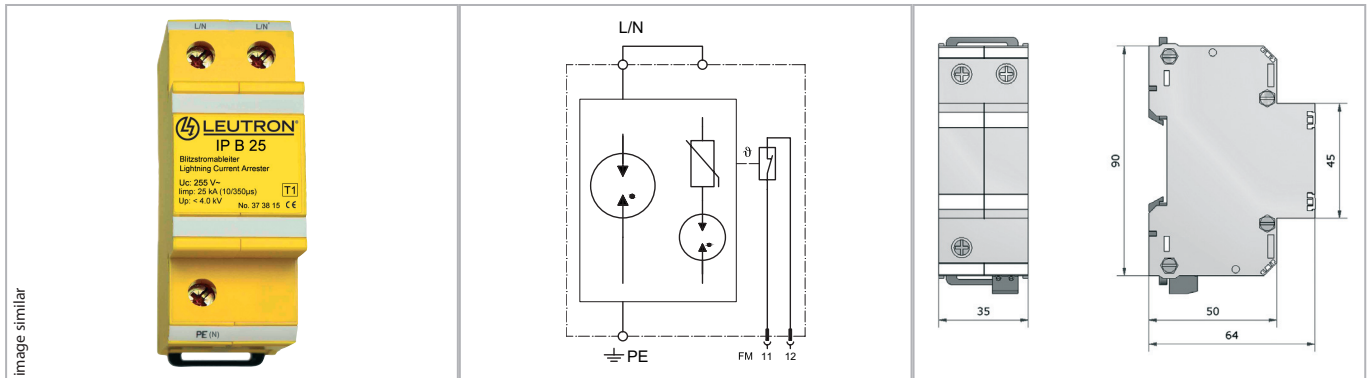 image similar
L/N L/N'
LEUTRON®
IP B 25
Blitzstromableiter
Lightning Current Arrester
Uc: 255 V~
Iimp: 25 kA (10/350µs)
Up: < 4.0 kV
T1
No. 37 38 15 CE
PE (N)
L/N
ϑ
PE
FM 11 12
90
45
35
50
64